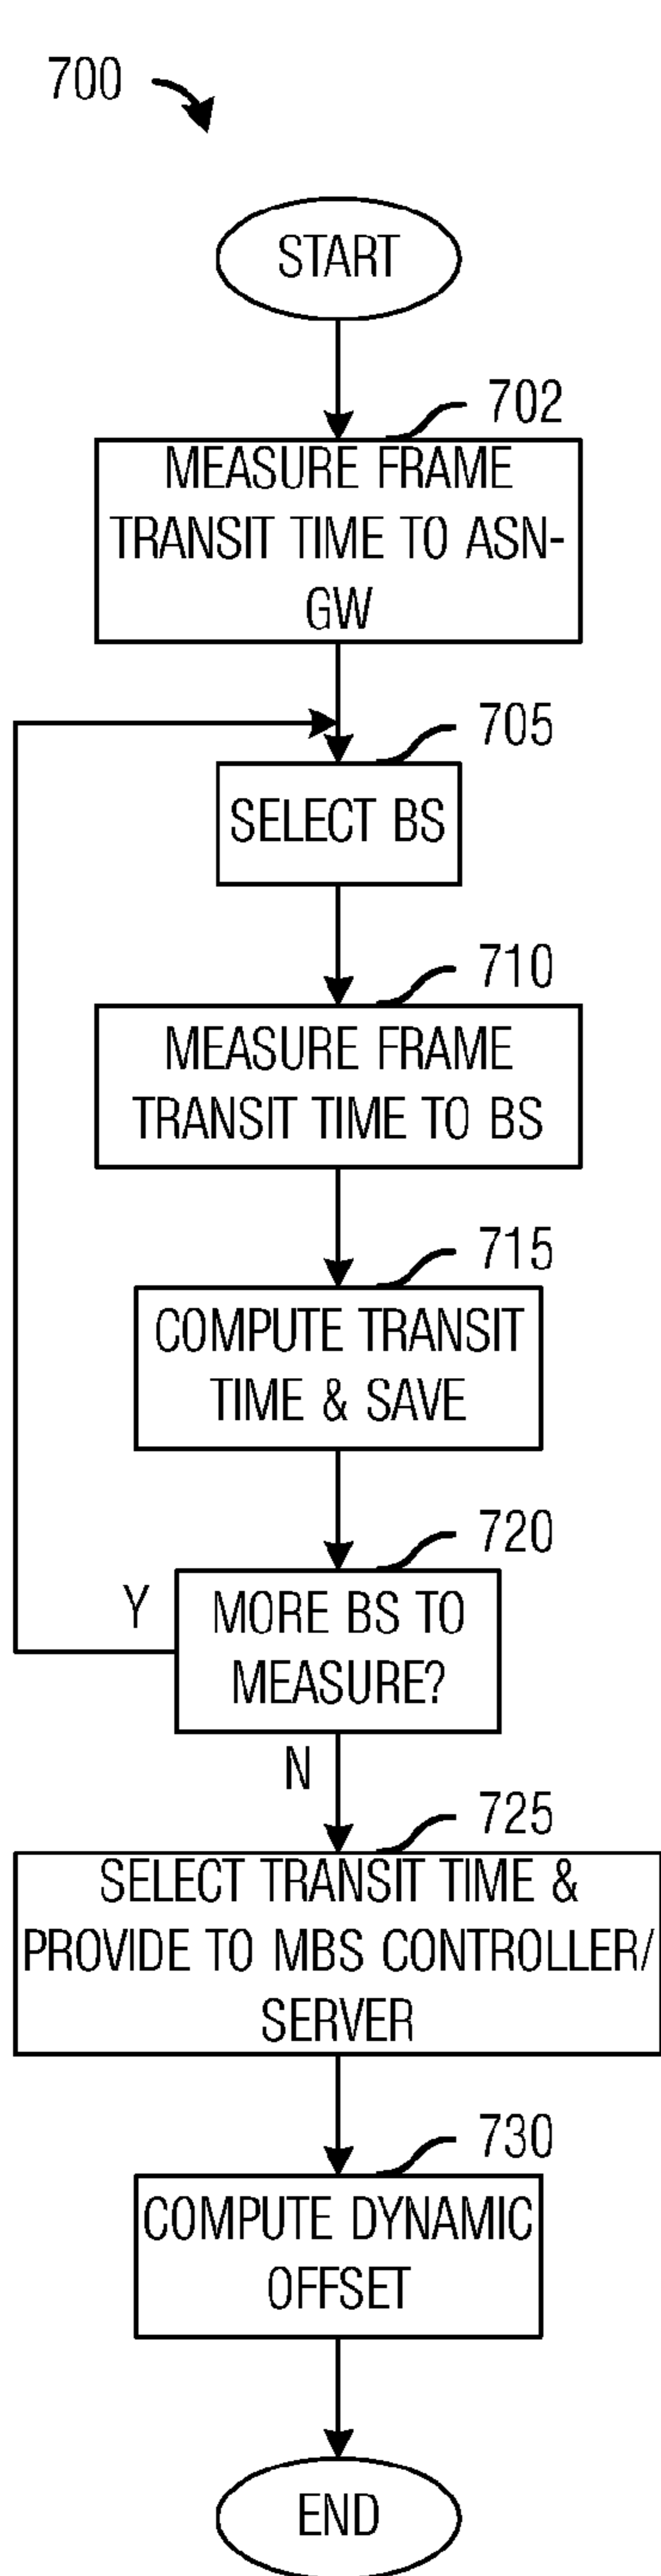 700
START
702
MEASURE FRAME
TRANSIT TIME TO ASN-
GW
705
SELECT BS
710
MEASURE FRAME
TRANSIT TIME TO BS
715
COMPUTE TRANSIT
TIME & SAVE
720
Y
MORE BS TO
MEASURE?
N
725
SELECT TRANSIT TIME &
PROVIDE TO MBS CONTROLLER/
SERVER
730
COMPUTE DYNAMIC
OFFSET
END